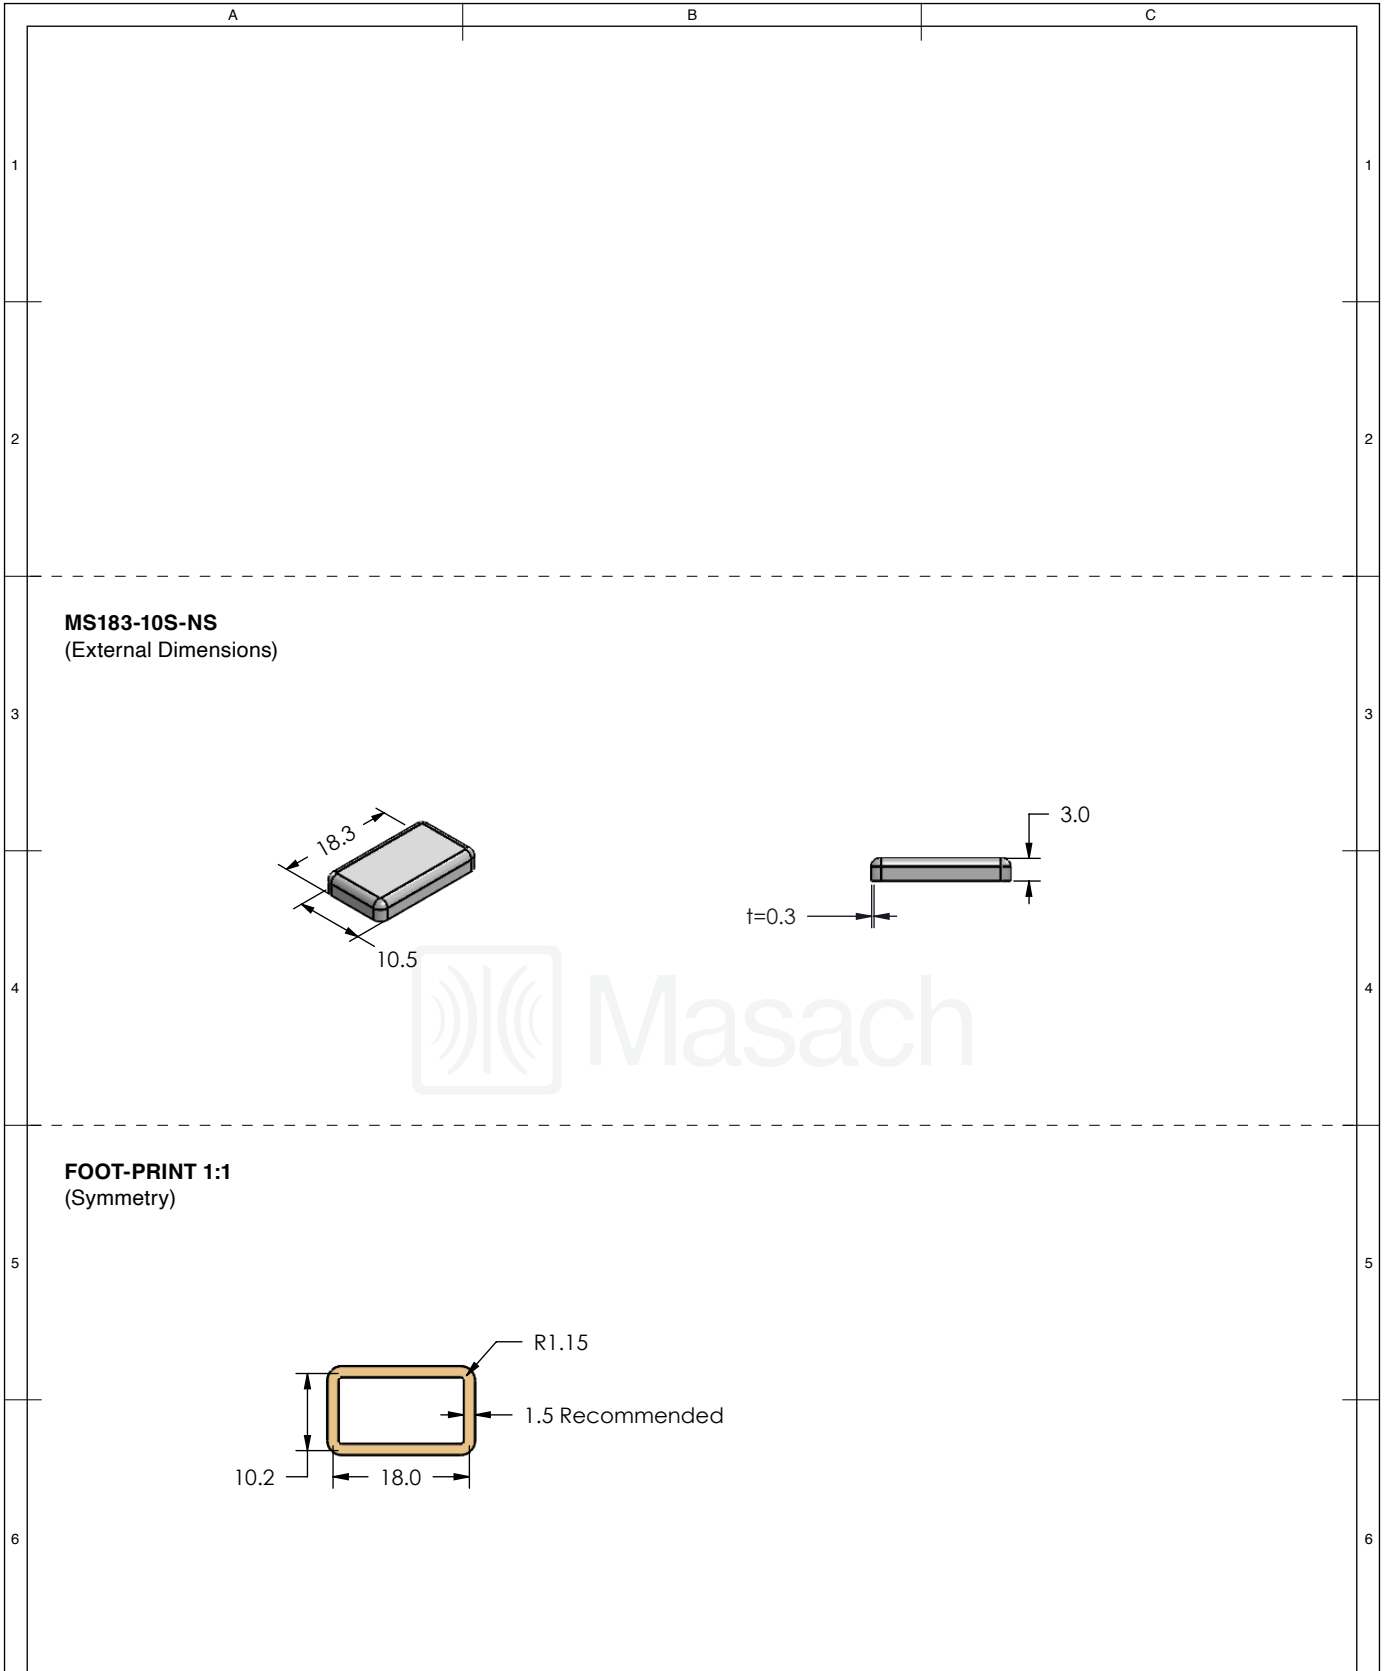 A B C
1 1
2 2
MS183-10S-NS
(External Dimensions)
3 3
18.3
10.5
3.0
t=0.3
Masach
4 4
FOOT-PRINT 1:1
(Symmetry)
5 5
R1.15
1.5 Recommended
10.2 18.0
6 6